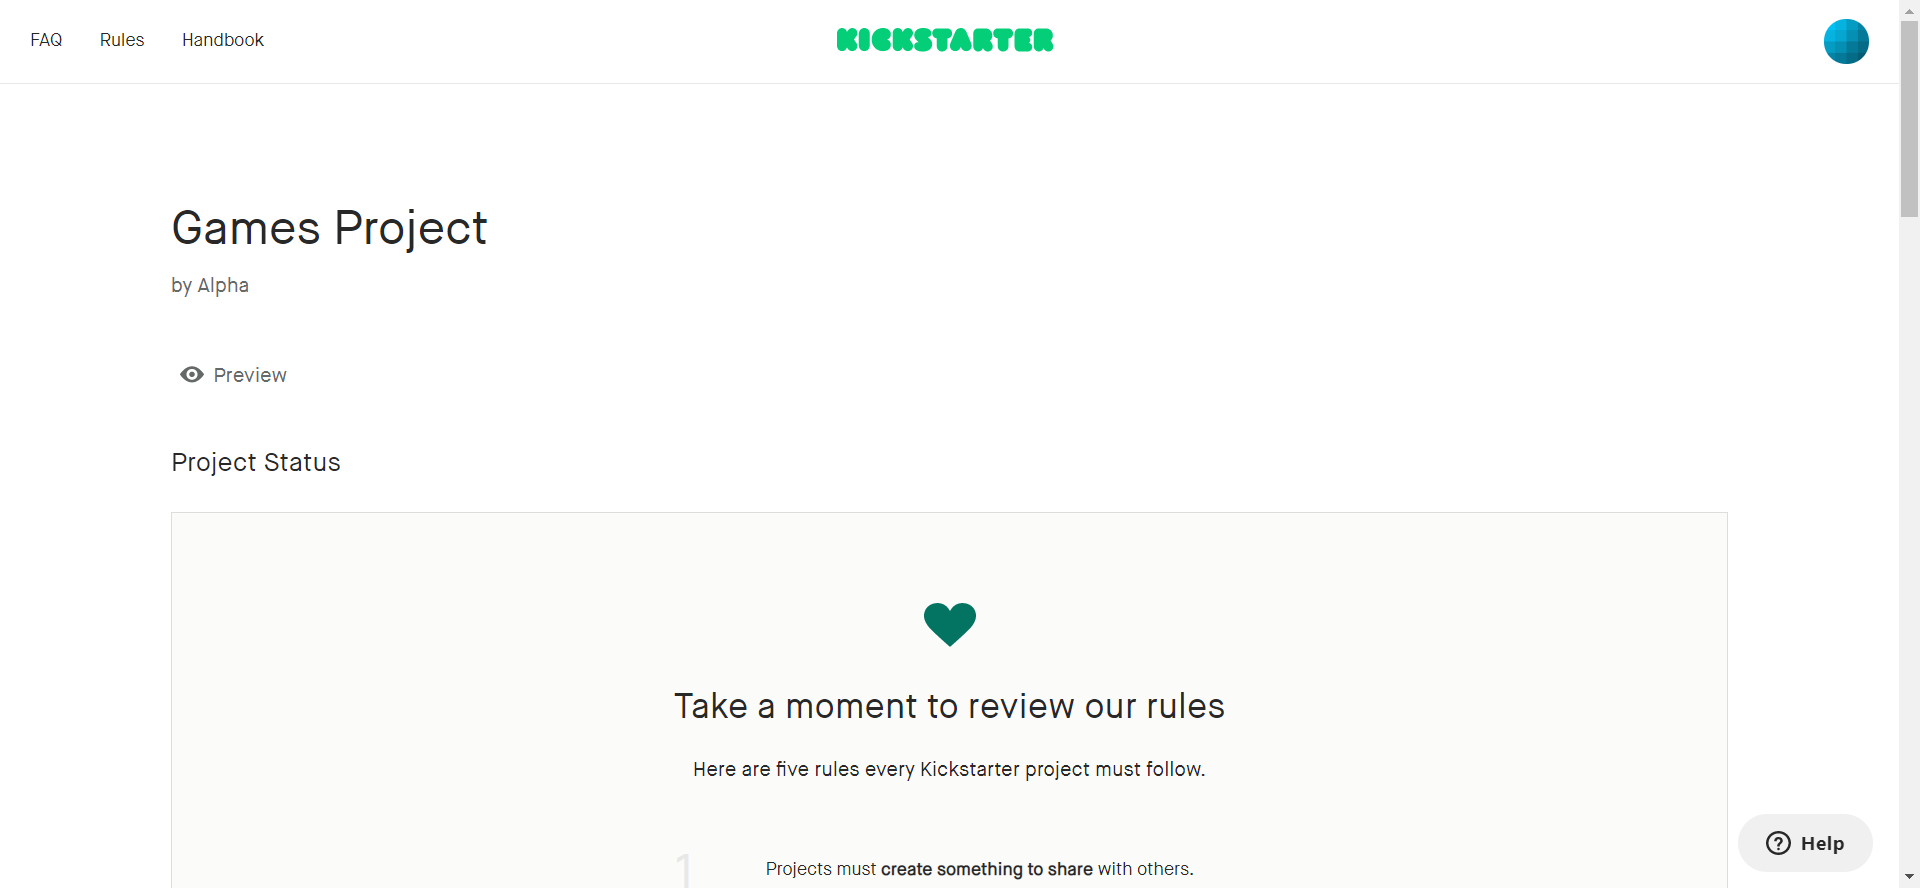 FAQ Rules Handbook KICKSTARTER
Games Project
by Alpha
Preview
Project Status
Take a moment to review our rules
Here are five rules every Kickstarter project must follow.
1 Projects must create something to share with others.
Help